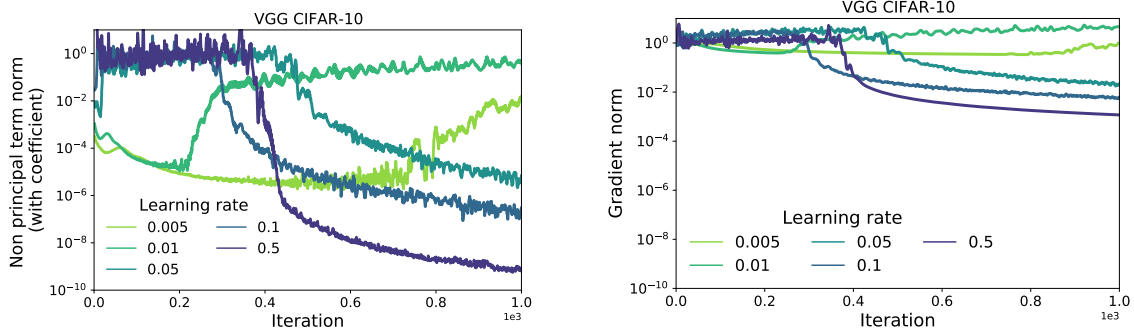 VGG CIFAR-10
Non principal term norm
(with coefficient)
10⁰
10⁻²
10⁻⁴
10⁻⁶
10⁻⁸
10⁻¹⁰
Learning rate
0.005 0.1
0.01 0.5
0.05
0.0 0.2 0.4 0.6 0.8 1.0
Iteration 1e3
VGG CIFAR-10
Gradient norm
10⁰
10⁻²
10⁻⁴
10⁻⁶
10⁻⁸
10⁻¹⁰
Learning rate
0.005 0.05 0.5
0.01 0.1
0.0 0.2 0.4 0.6 0.8 1.0
Iteration 1e3